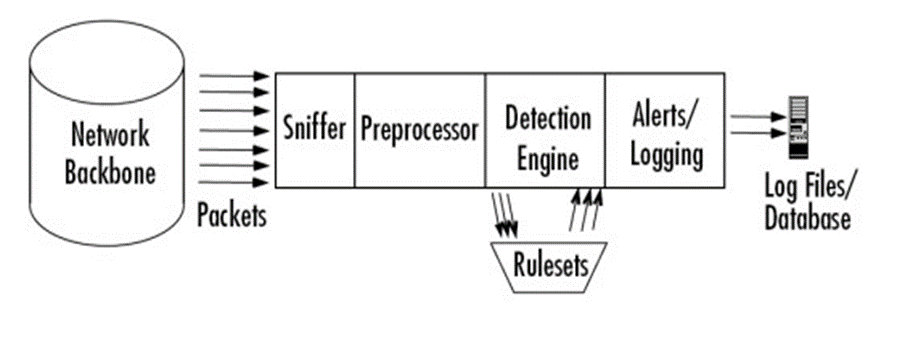 Network
Backbone
Packets
Sniffer
Preprocessor
Detection
Engine
Alerts/
Logging
Rulesets
Log Files/
Database